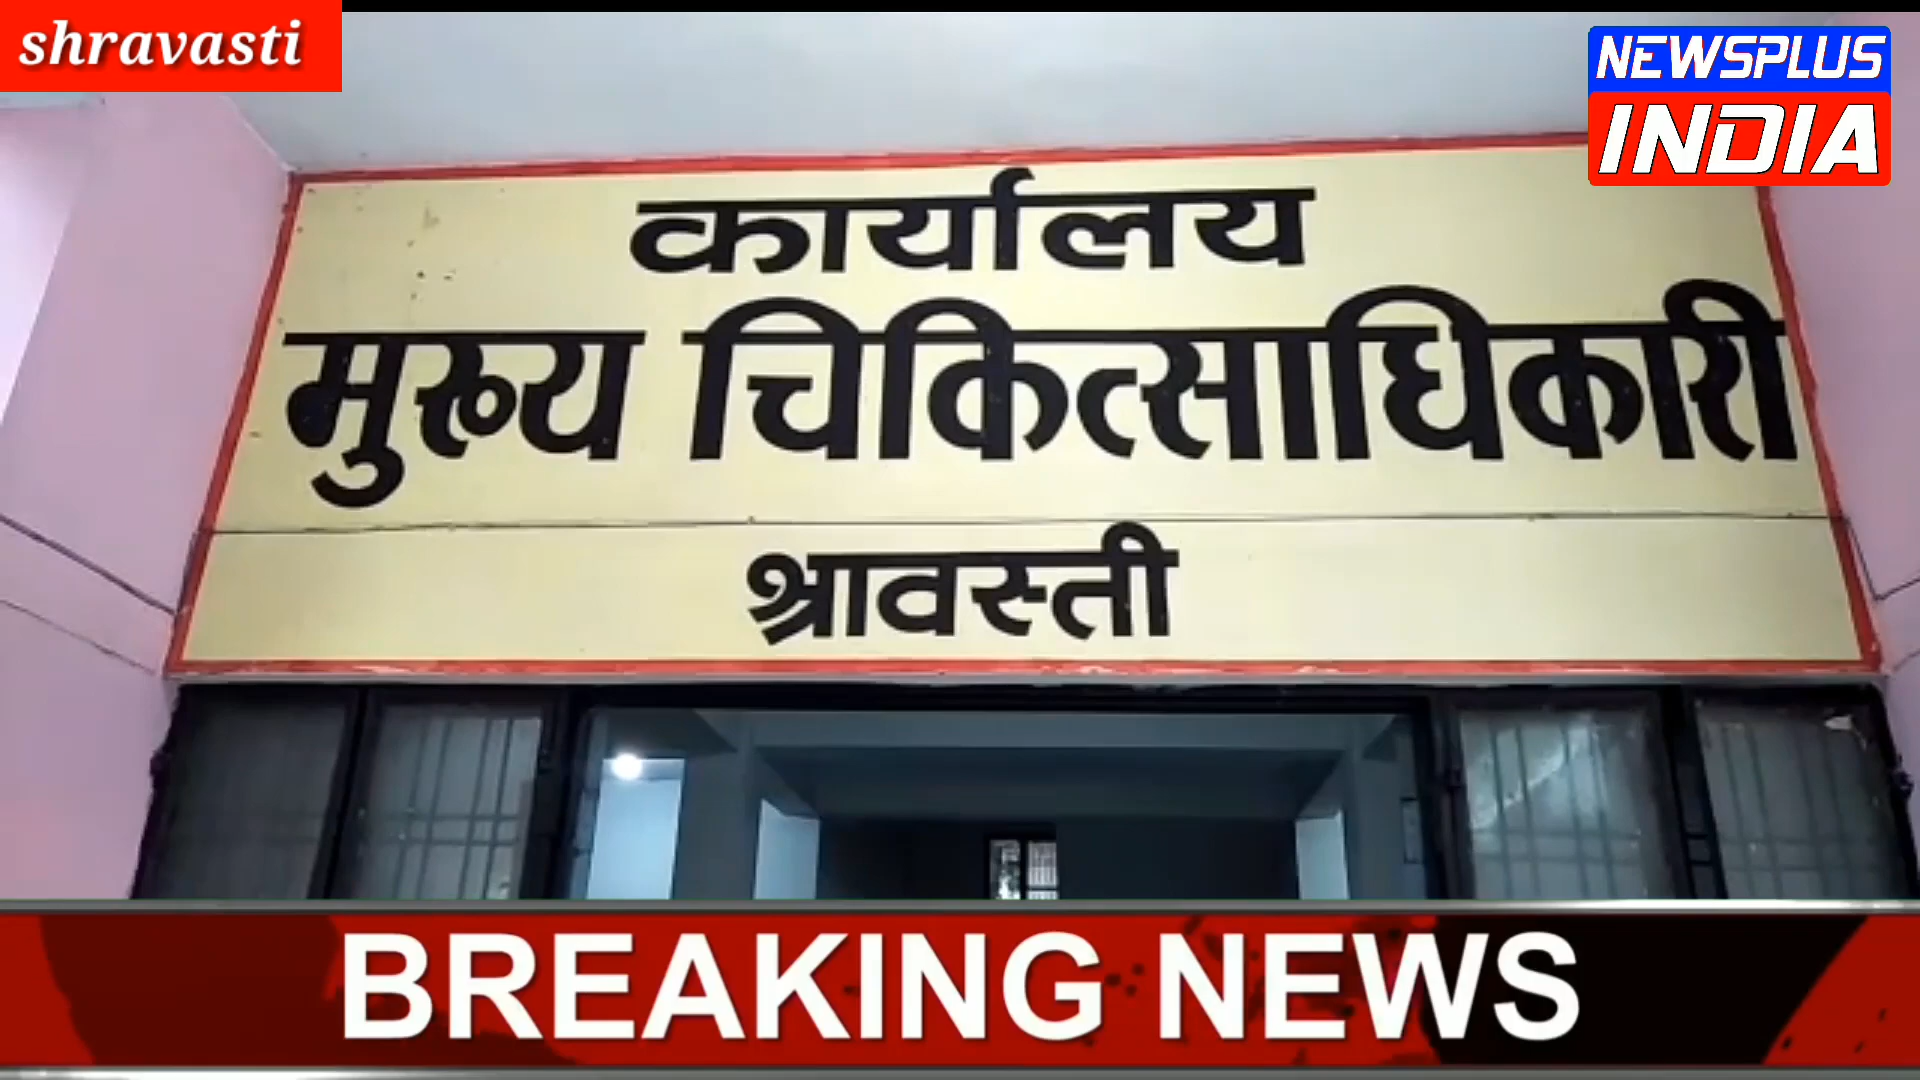 shravasti
NEWSPLUS
INDIA
कार्यालय
मुख्य चिकित्साधिकारी
श्रावस्ती
BREAKING NEWS